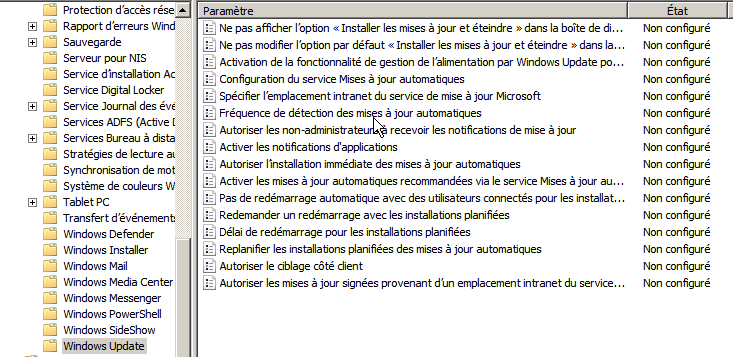 Protection d'accès rése
Rapport d'erreurs Wind
Sauvegarde
Serveur pour NIS
Service d'installation Ac
Service Digital Locker
Service Journal des évé
Services ADFS (Active D
Services Bureau à dista
Stratégies de lecture au
Synchronisation de mot
Système de couleurs W
Tablet PC
Transfert d'événements
Windows Defender
Windows Installer
Windows Mail
Windows Media Center
Windows Messenger
Windows PowerShell
Windows SideShow
Windows Update
Paramètre État
Ne pas afficher l'option « Installer les mises à jour et éteindre » dans la boîte de di... Non configuré
Ne pas modifier l'option par défaut « Installer les mises à jour et éteindre » dans la... Non configuré
Activation de la fonctionnalité de gestion de l'alimentation par Windows Update po... Non configuré
Configuration du service Mises à jour automatiques Non configuré
Spécifier l'emplacement intranet du service de mise à jour Microsoft Non configuré
Fréquence de détection des mises à jour automatiques Non configuré
Autoriser les non-administrateurs à recevoir les notifications de mise à jour Non configuré
Activer les notifications d'applications Non configuré
Autoriser l'installation immédiate des mises à jour automatiques Non configuré
Activer les mises à jour automatiques recommandées via le service Mises à jour au... Non configuré
Pas de redémarrage automatique avec des utilisateurs connectés pour les installat... Non configuré
Redemander un redémarrage avec les installations planifiées Non configuré
Délai de redémarrage pour les installations planifiées Non configuré
Replanifier les installations planifiées des mises à jour automatiques Non configuré
Autoriser le ciblage côté client Non configuré
Autoriser les mises à jour signées provenant d'un emplacement intranet du service... Non configuré